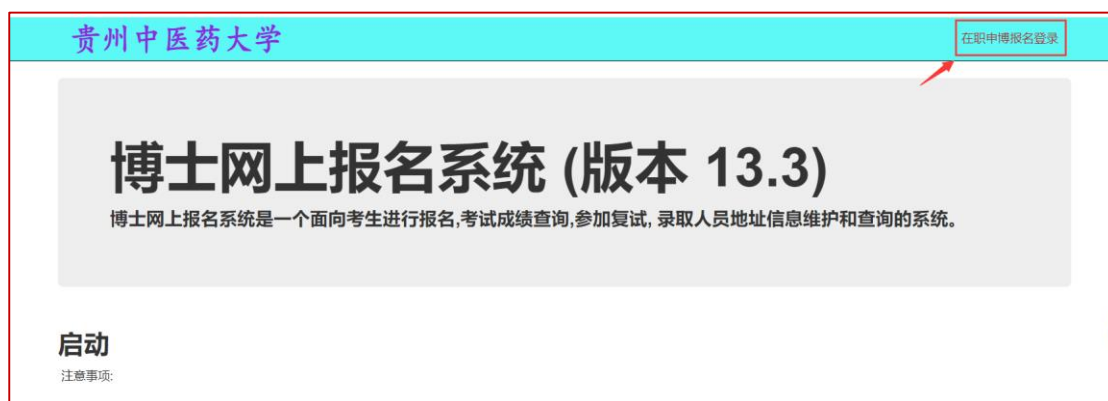 贵州中医药大学
在职申博报名登录
博士网上报名系统 (版本 13.3)
博士网上报名系统是一个面向考生进行报名,考试成绩查询,参加复试, 录取人员地址信息维护和查询的系统。
启动
注意事项: